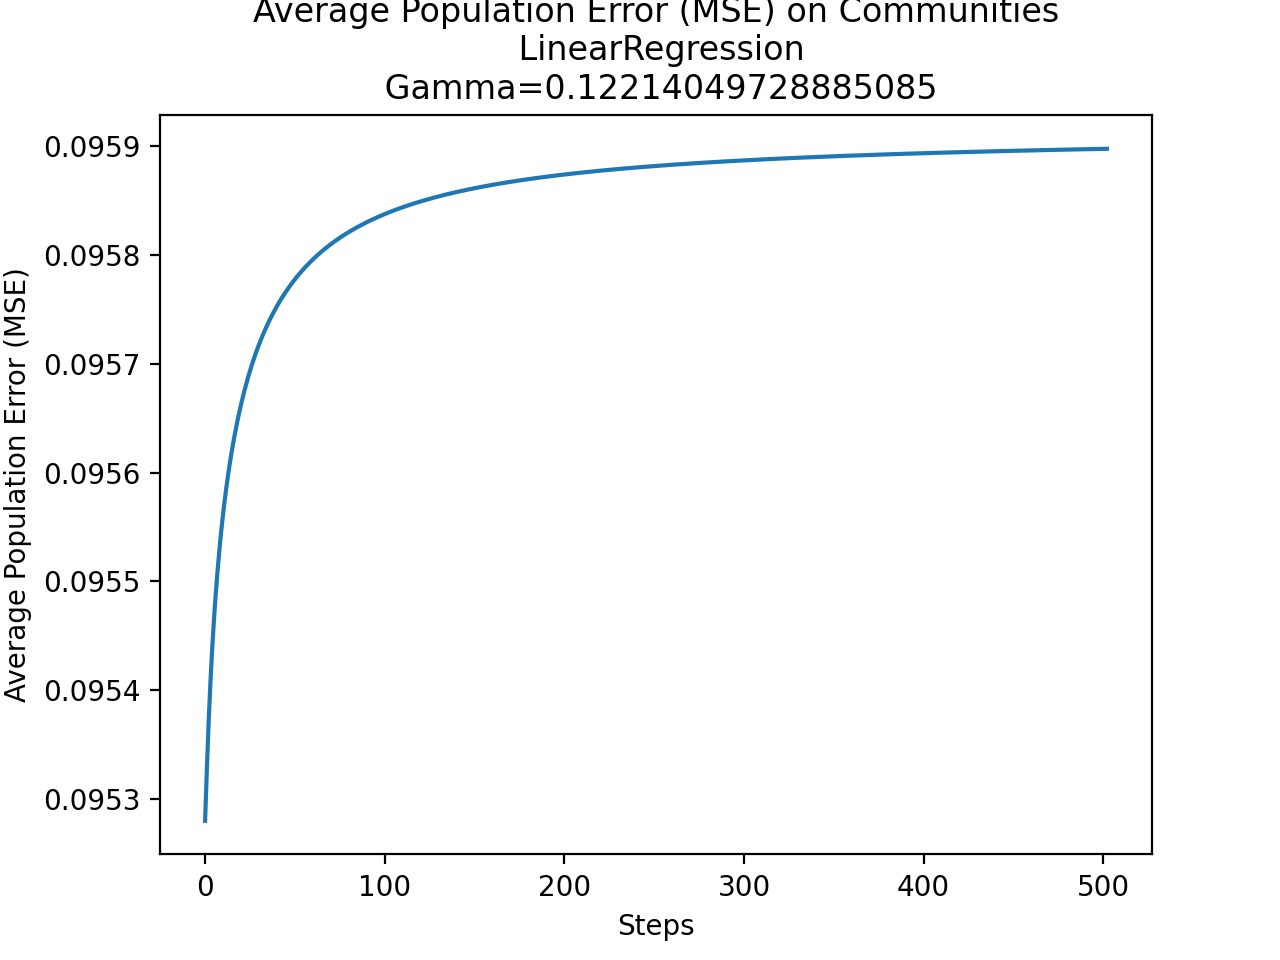 Average Population Error (MSE) on Communities
LinearRegression
Gamma=0.12214049728885085
Average Population Error (MSE)
0.0959
0.0958
0.0957
0.0956
0.0955
0.0954
0.0953
0
100
200
300
400
500
Steps